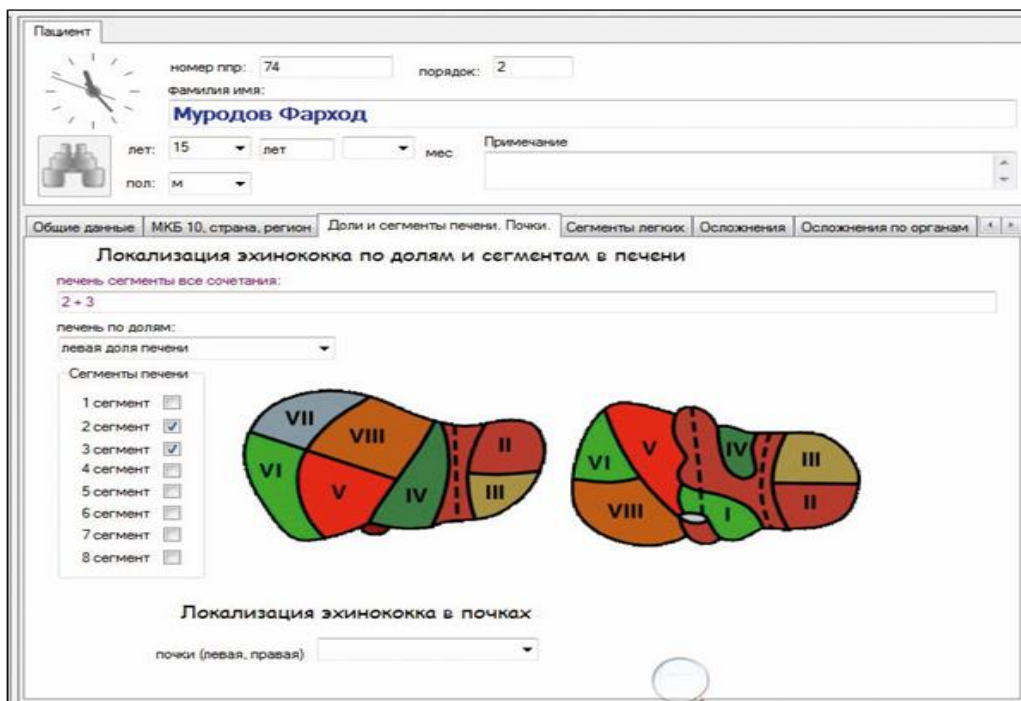 Пациент
номер ппр: 74 порядок: 2
фамилия имя:
Муродов Фарход
лет: 15 лет мес Примечание
пол: м
Общие данные МКБ 10, страна, регион Доли и сегменты печени. Почки. Сегменты легких Осложнения Осложнения по органам
Локализация эхинококка по долям и сегментам в печени
печень сегменты все сочетания:
2 + 3
печень по долям:
левая доля печени
Сегменты печени
1 сегмент
2 сегмент
3 сегмент
4 сегмент
5 сегмент
6 сегмент
7 сегмент
8 сегмент
VII VIII II
VI V IV III
VI V IV III
VIII I II
Локализация эхинококка в почках
почки (левая, правая)